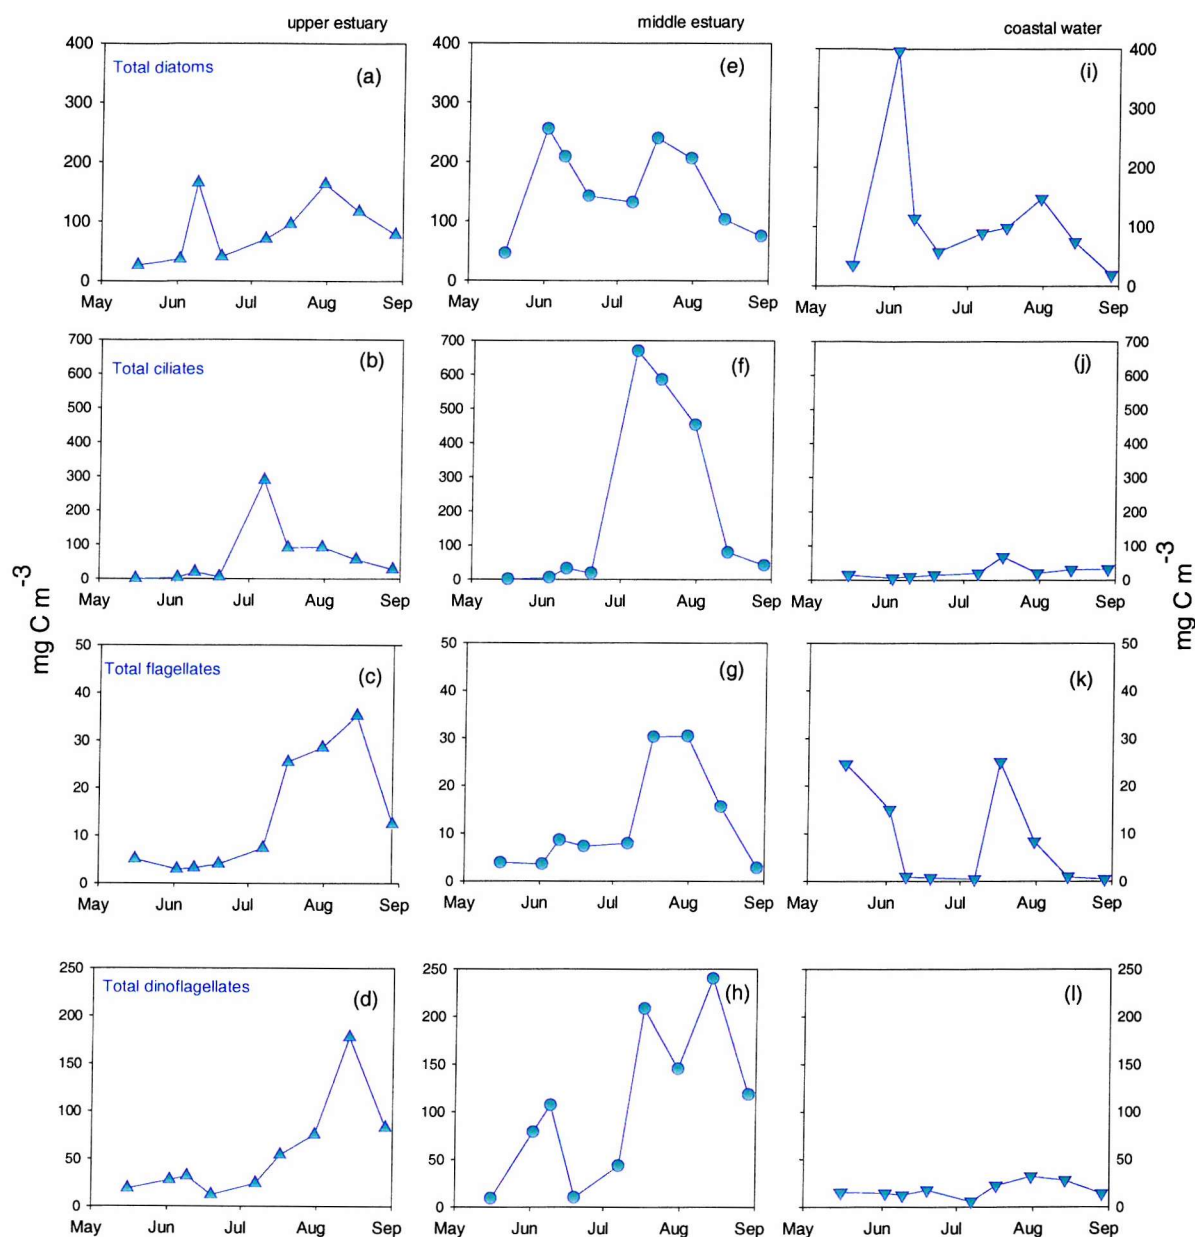 upper estuary
middle estuary
coastal water
400
300
200
100
0
Total diatoms
(a)
May Jun Jul Aug Sep
400
300
200
100
0
(e)
May Jun Jul Aug Sep
(i)
400
300
200
100
0
May Jun Jul Aug Sep
700
600
500
400
300
200
100
0
Total ciliates
(b)
May Jun Jul Aug Sep
700
600
500
400
300
200
100
0
(f)
May Jun Jul Aug Sep
(j)
700
600
500
400
300
200
100
0
May Jun Jul Aug Sep
mg C m-3
mg C m-3
50
40
30
20
10
0
Total flagellates
(c)
May Jun Jul Aug Sep
50
40
30
20
10
0
(g)
May Jun Jul Aug Sep
(k)
50
40
30
20
10
0
May Jun Jul Aug Sep
250
200
150
100
50
0
Total dinoflagellates
(d)
May Jun Jul Aug Sep
250
200
150
100
50
0
(h)
May Jun Jul Aug Sep
(l)
250
200
150
100
50
0
May Jun Jul Aug Sep